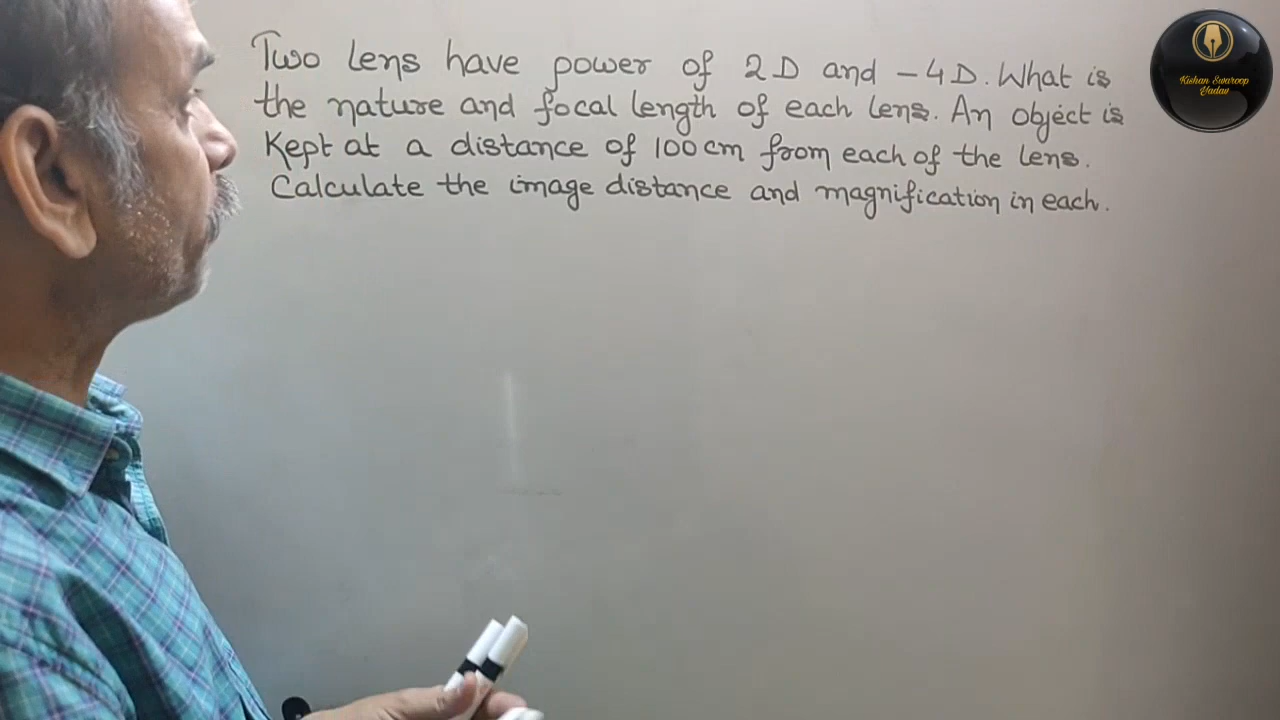 Two lens have power of 2D and -4D. What is
the nature and focal length of each lens. An object is
Kept at a distance of 100 cm from each of the lens.
Calculate the image distance and magnification in each.
Kishan Swaroop
Yadav